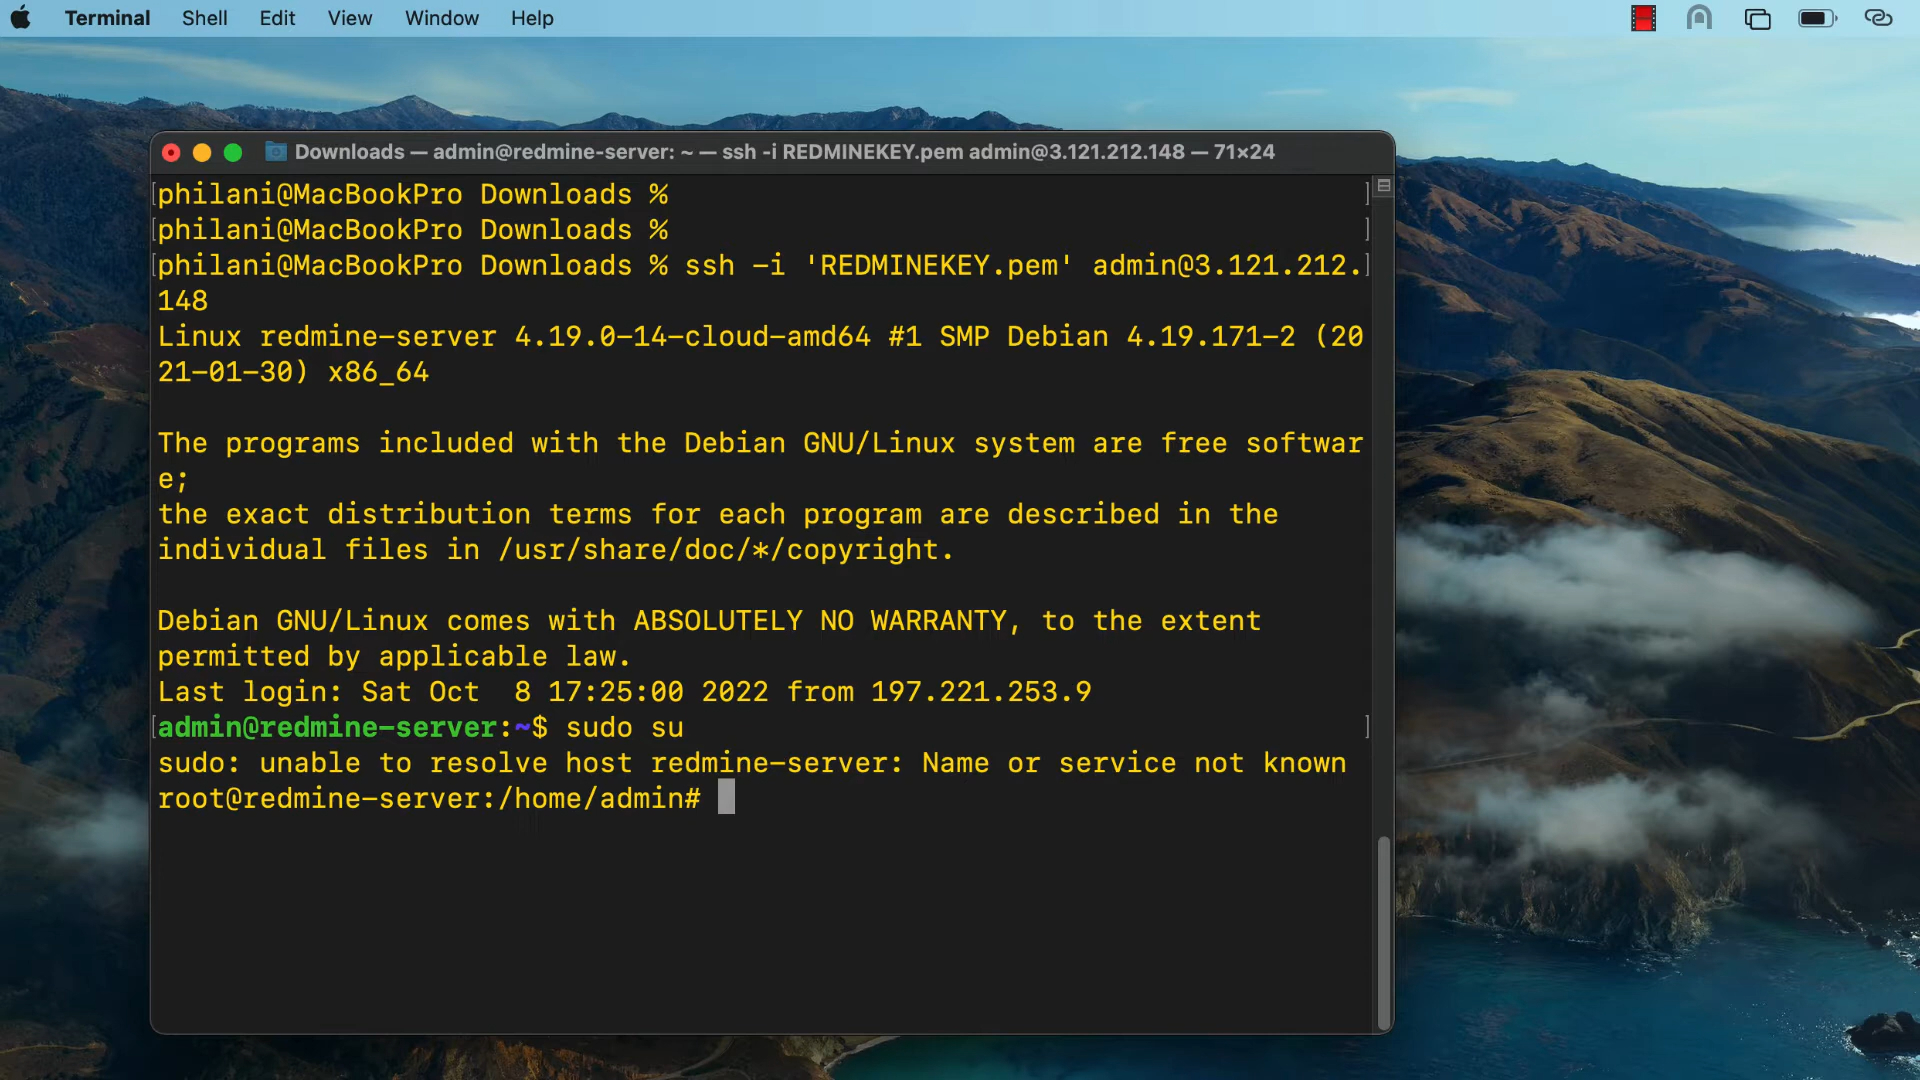 Terminal Shell Edit View Window Help
Downloads — admin@redmine-server: ~ — ssh -i REDMINEKEY.pem admin@3.121.212.148 — 71×24
[philani@MacBookPro Downloads % ]
[philani@MacBookPro Downloads % ]
[philani@MacBookPro Downloads % ssh -i 'REDMINEKEY.pem' admin@3.121.212.]
148
Linux redmine-server 4.19.0-14-cloud-amd64 #1 SMP Debian 4.19.171-2 (20
21-01-30) x86_64
The programs included with the Debian GNU/Linux system are free softwar
e;
the exact distribution terms for each program are described in the
individual files in /usr/share/doc/*/copyright.
Debian GNU/Linux comes with ABSOLUTELY NO WARRANTY, to the extent
permitted by applicable law.
Last login: Sat Oct  8 17:25:00 2022 from 197.221.253.9
[admin@redmine-server:~$ sudo su ]
sudo: unable to resolve host redmine-server: Name or service not known
root@redmine-server:/home/admin#